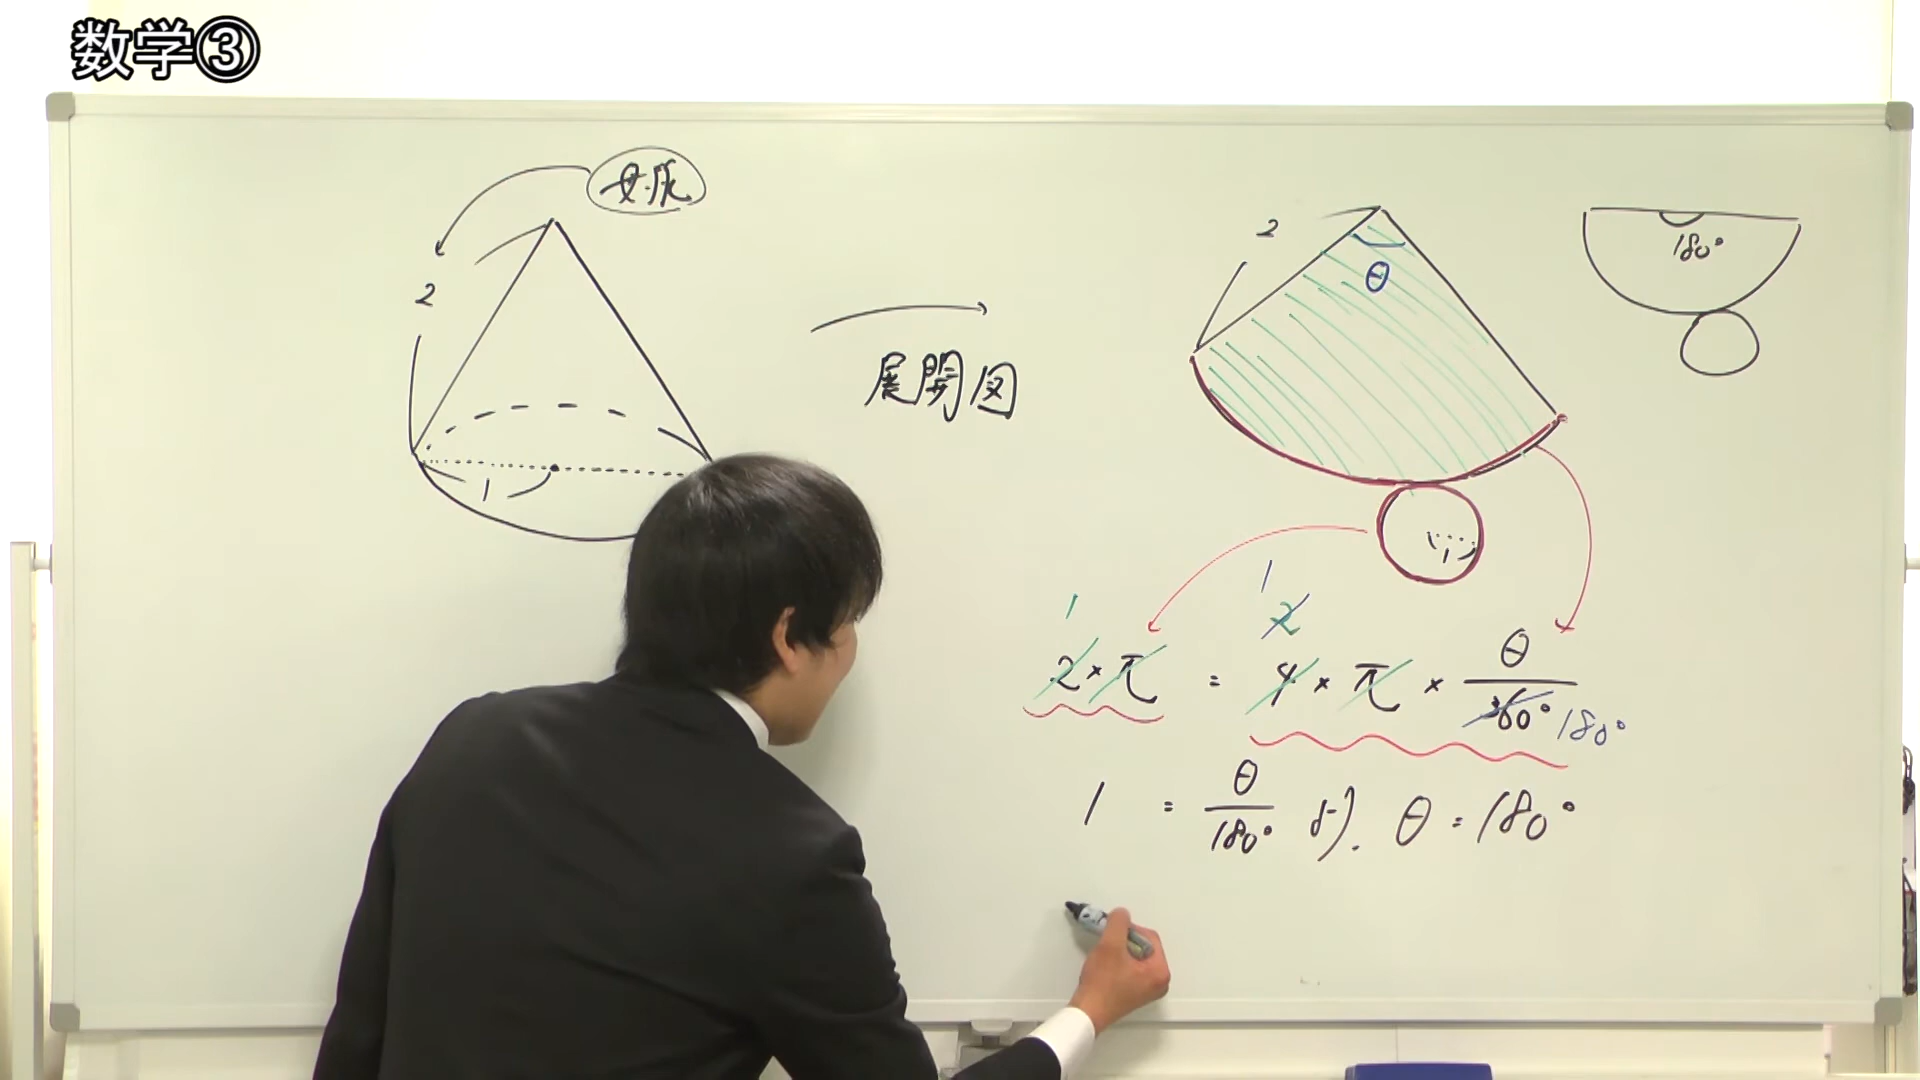 数学③
母線
2
1
展開図
2
θ
180°
1
1
1
2
2×π = 4×π×θ/360° 180°
1 = θ/180° より. θ=180°